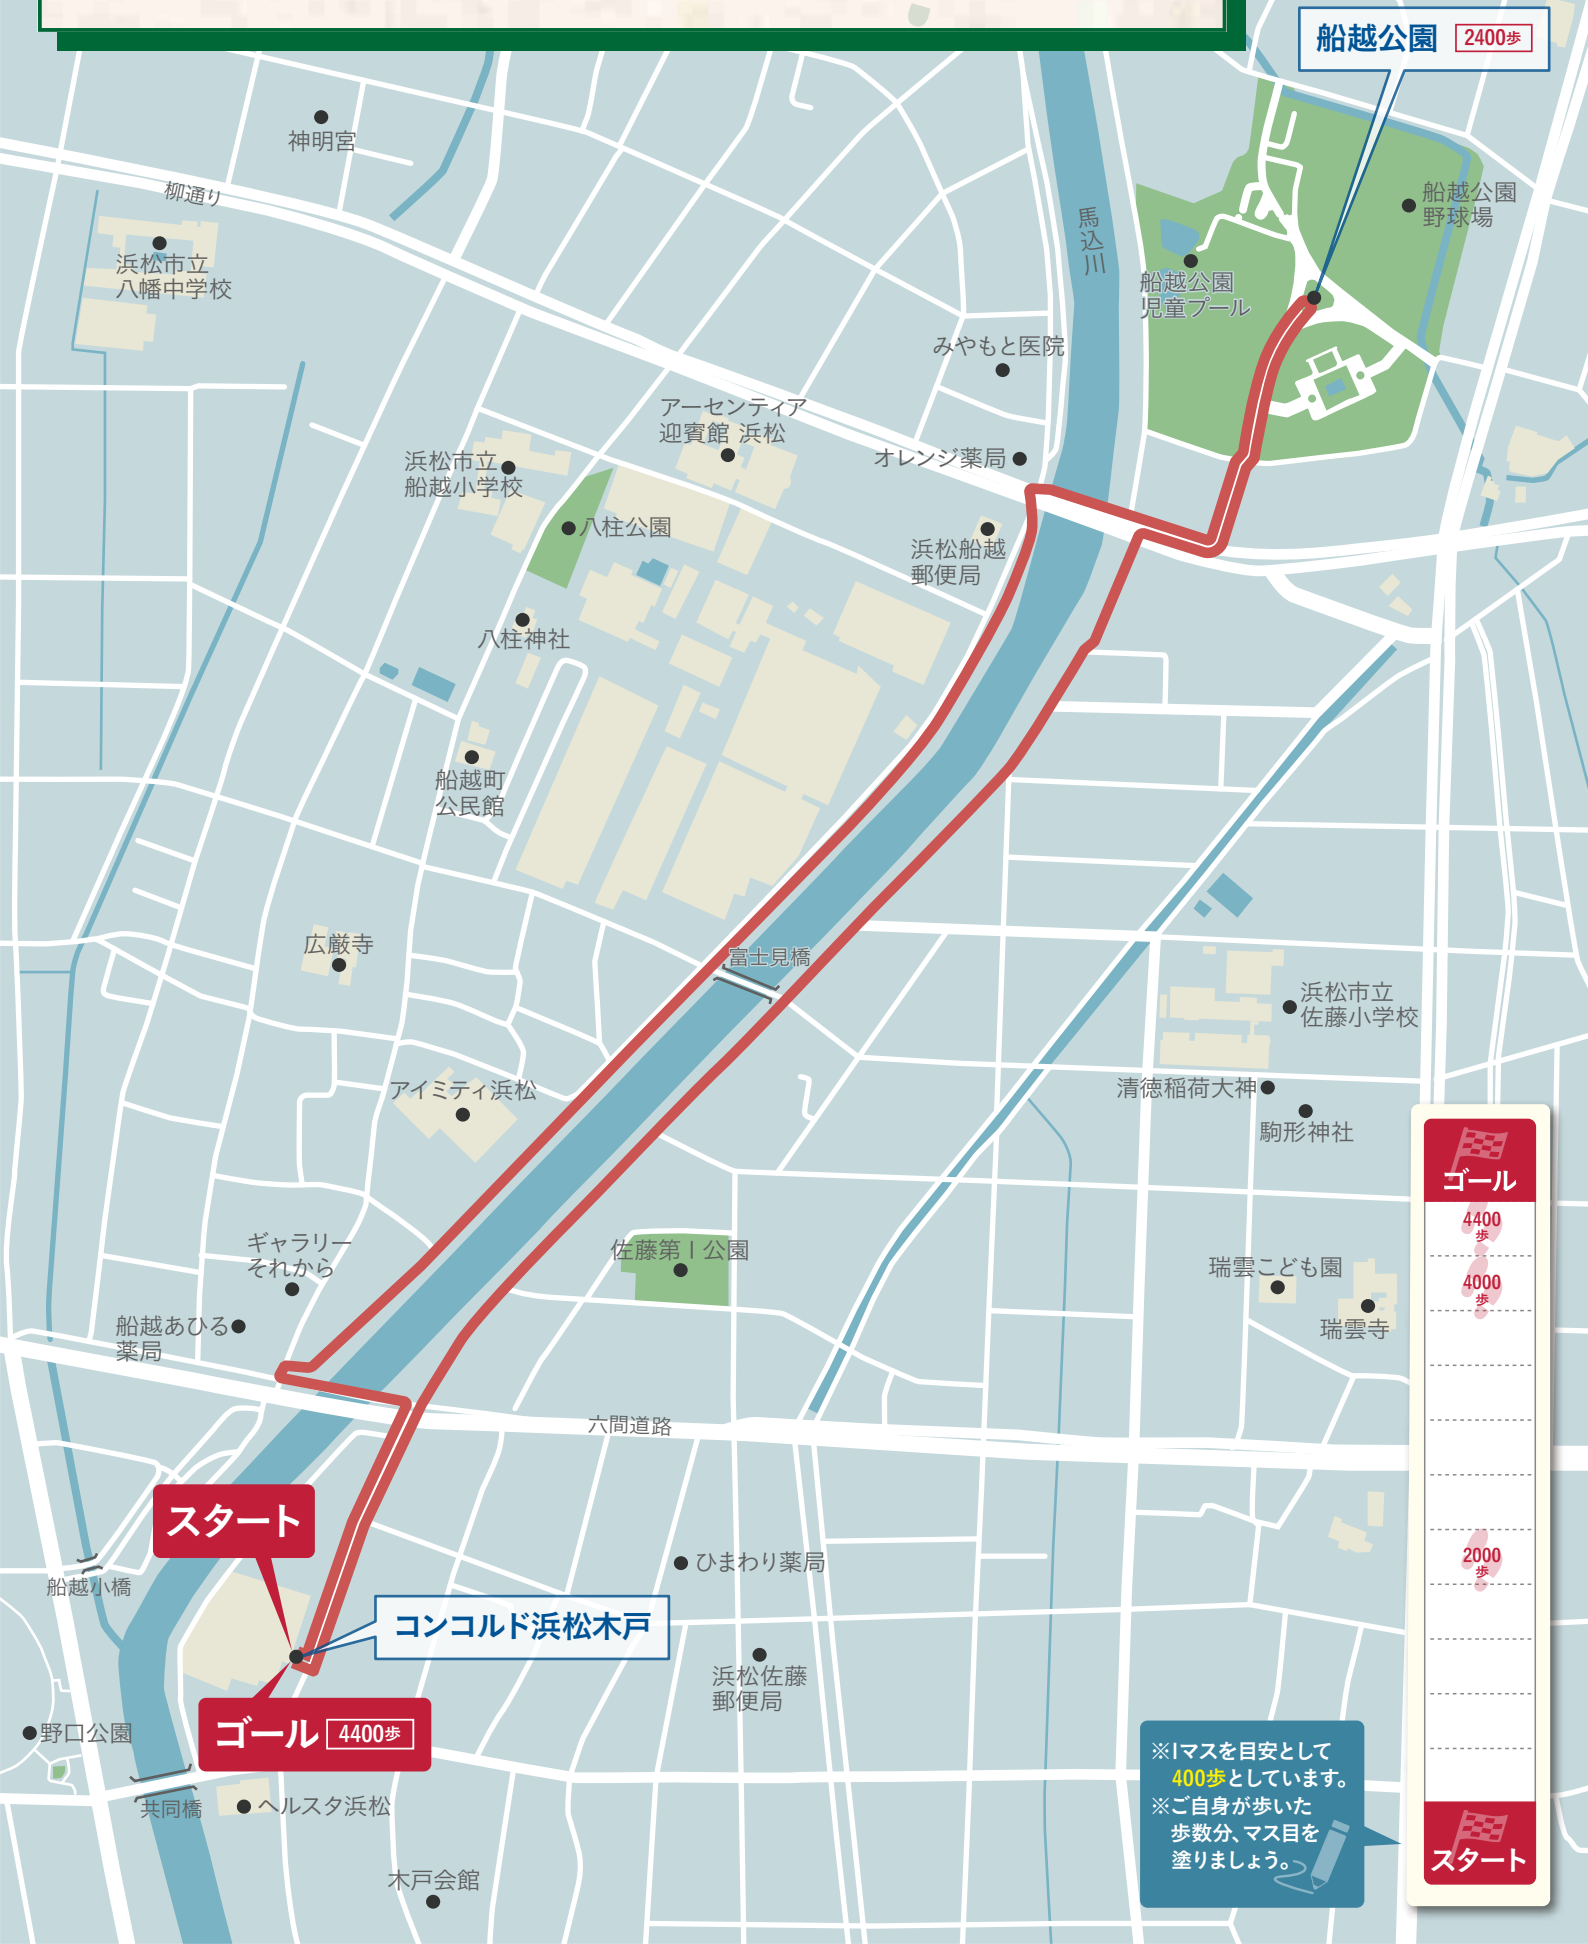 船越公園 2400歩
神明宮
柳通り
浜松市立
八幡中学校
馬込川
船越公園
野球場
船越公園
児童プール
みやもと医院
アーセンティア
迎賓館 浜松
オレンジ薬局
浜松市立
船越小学校
八柱公園
浜松船越
郵便局
八柱神社
船越町
公民館
広厳寺
富士見橋
浜松市立
佐藤小学校
アイミティ浜松
清徳稲荷大神
駒形神社
ギャラリー
それから
佐藤第1公園
瑞雲こども園
瑞雲寺
船越あひる
薬局
六間道路
スタート
ひまわり薬局
船越小橋
コンコルド浜松木戸
浜松佐藤
郵便局
ゴール 4400歩
野口公園
共同橋
ヘルスタ浜松
木戸会館
※1マスを目安として
400歩としています。
※ご自身が歩いた
歩数分、マス目を
塗りましょう。
ゴール
4400
歩
4000
歩
2000
歩
スタート